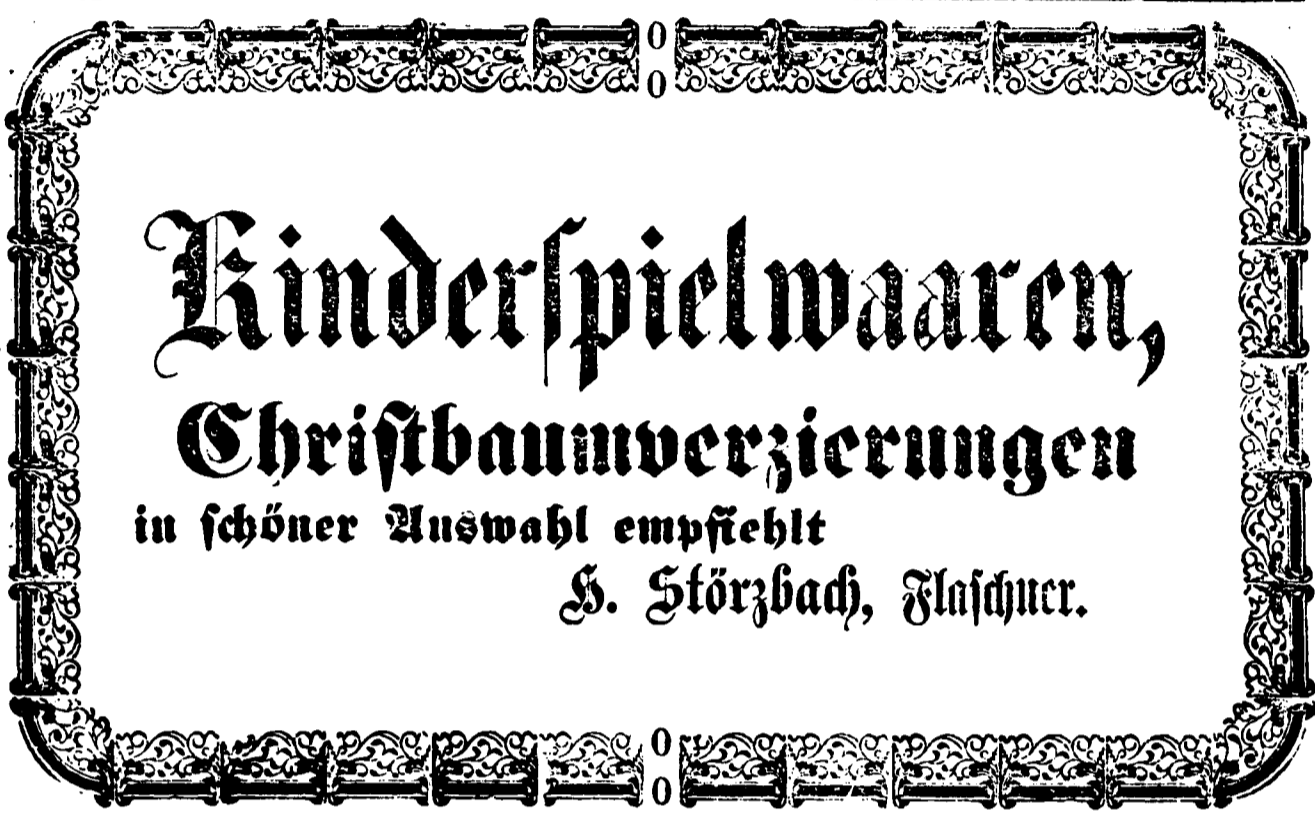 Kinderspielwaaren,
Christbaumverzierungen
in schöner Auswahl empfiehlt
H. Störzbach, Flaschner.